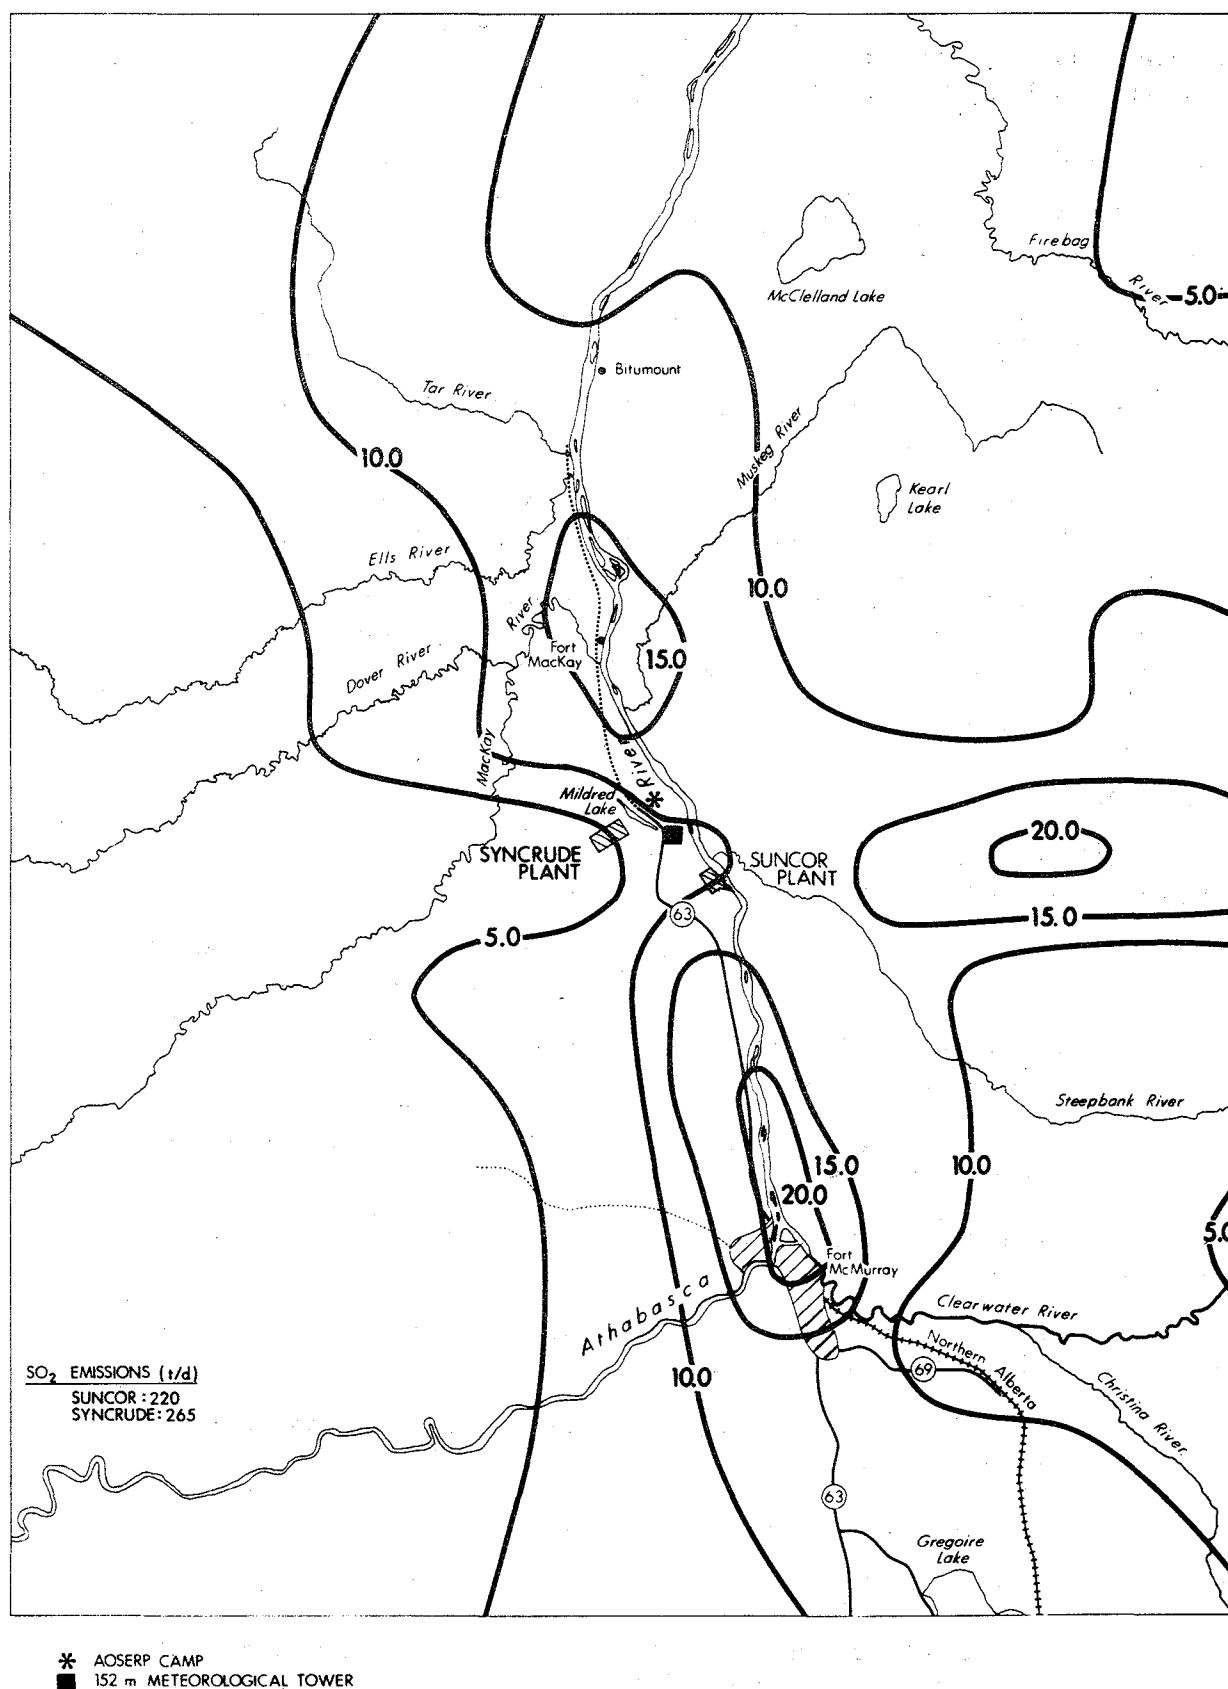 Firebag
River
5.0
McClelland Lake
Bitumount
Tar River
Muskeg River
10.0
Kearl
Lake
Ells River
10.0
River
Fort
MacKay
15.0
Dover River
MacKay
River
Mildred
Lake
20.0
SYNCRUDE
PLANT
SUNCOR
PLANT
63
15.0
5.0
Steepbank River
15.0
10.0
20.0
5.0
Fort
McMurray
Athabasca
Clearwater River
Northern Alberta
69
10.0
Christina River
SO₂ EMISSIONS (t/d)
SUNCOR : 220
SYNCRUDE : 265
63
Gregoire
Lake
AOSERP CAMP
152 m METEOROLOGICAL TOWER